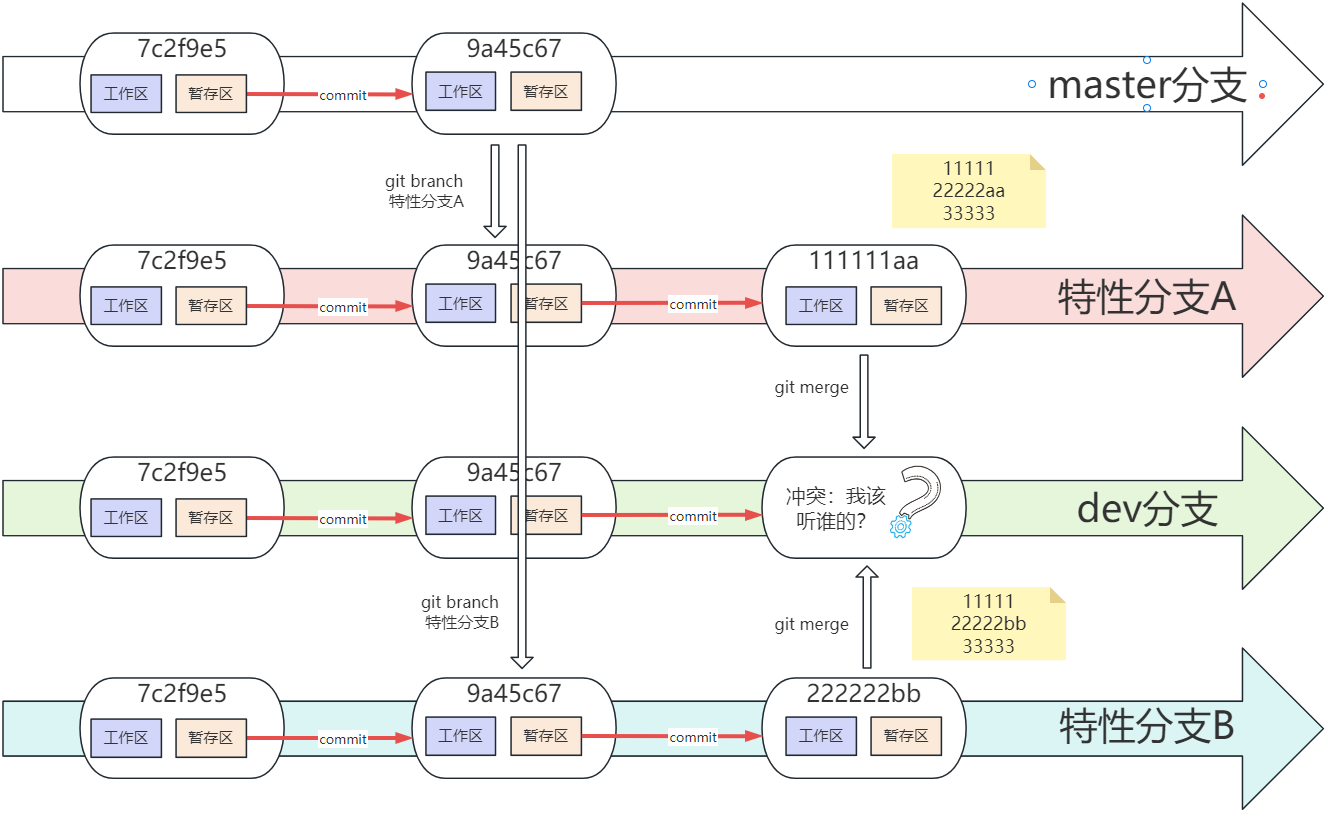 7c2f9e5
工作区
暂存区
commit
9a45c67
工作区
暂存区
master分支
git branch
特性分支A
11111
22222aa
33333
7c2f9e5
工作区
暂存区
commit
9a45c67
工作区
暂存区
commit
111111aa
工作区
暂存区
特性分支A
git merge
7c2f9e5
工作区
暂存区
commit
9a45c67
工作区
暂存区
commit
冲突：我该
听谁的？
dev分支
git branch
特性分支B
git merge
11111
22222bb
33333
7c2f9e5
工作区
暂存区
commit
9a45c67
工作区
暂存区
commit
222222bb
工作区
暂存区
特性分支B